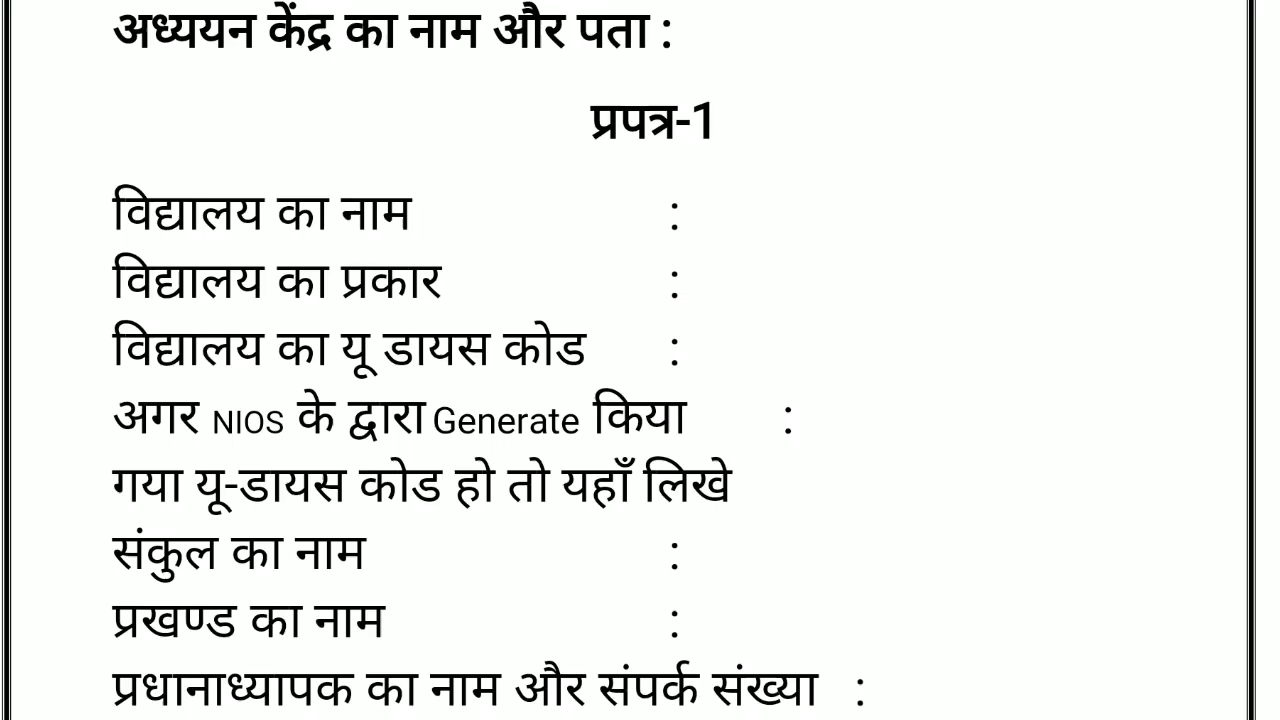 अध्ययन केंद्र का नाम और पता :
प्रपत्र-1
विद्यालय का नाम :
विद्यालय का प्रकार :
विद्यालय का यू डायस कोड :
अगर NIOS के द्वारा Generate किया :
गया यू-डायस कोड हो तो यहाँ लिखे
संकुल का नाम :
प्रखण्ड का नाम :
प्रधानाध्यापक का नाम और संपर्क संख्या :